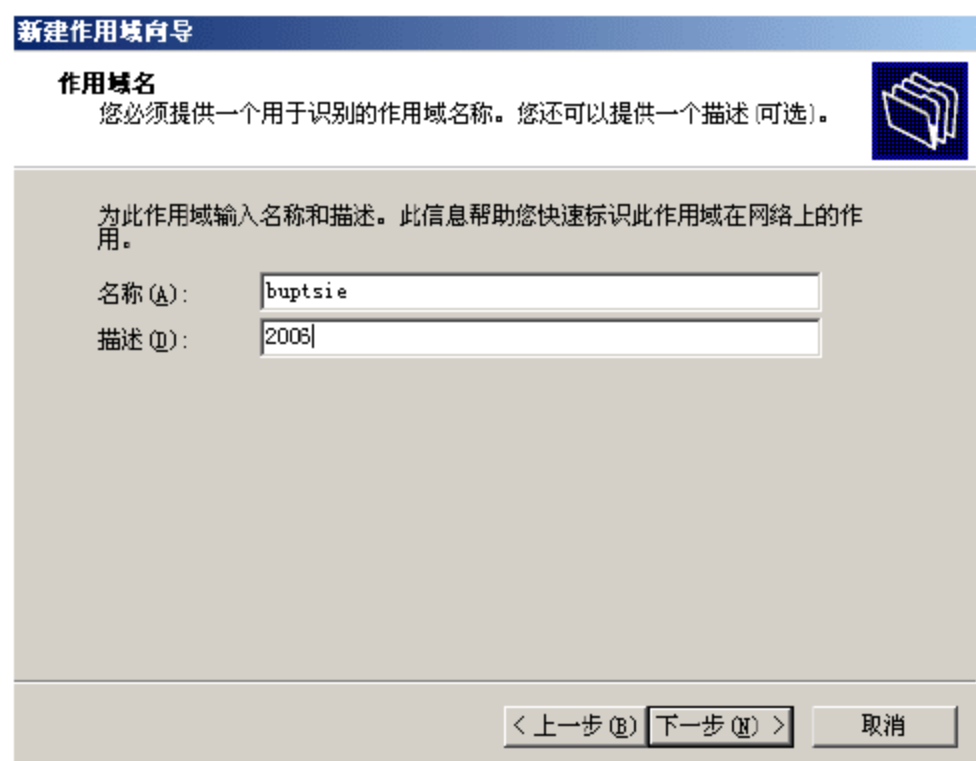 新建作用域向导
作用域名
您必须提供一个用于识别的作用域名称。您还可以提供一个描述(可选)。
为此作用域输入名称和描述。此信息帮助您快速标识此作用域在网络上的作
用。
名称(A): buptsie
描述(D): 2006
< 上一步(B) 下一步(N) > 取消